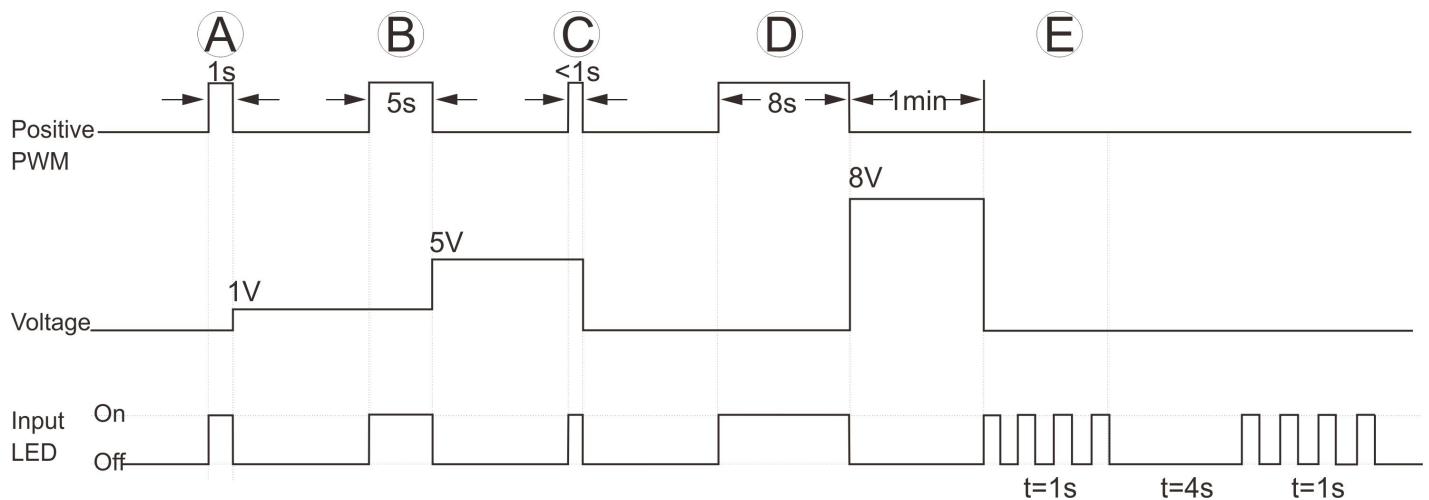 A B C D E
1s <1s
5s 8s 1min
Positive
PWM
8V
5V
1V
Voltage
On
Input
LED
Off
t=1s t=4s t=1s